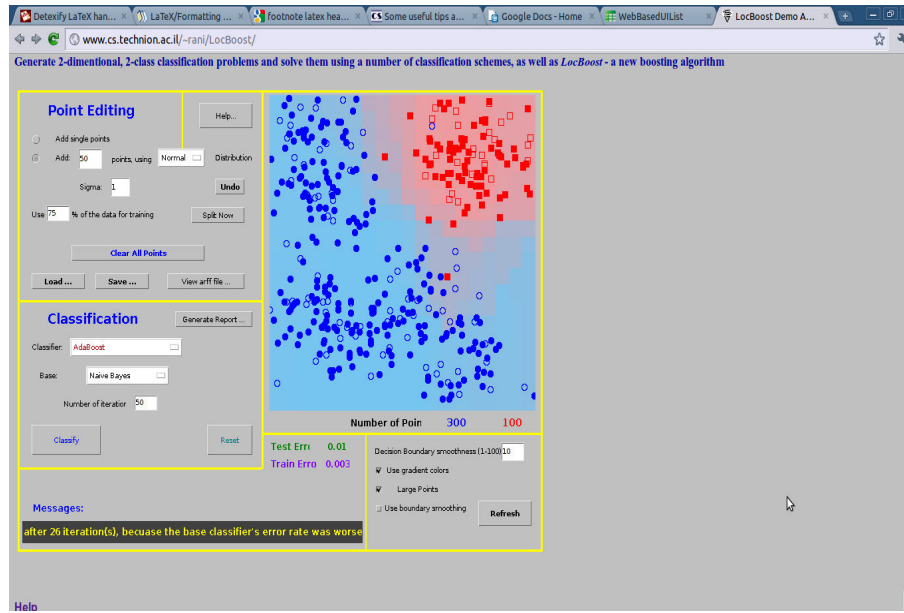 Detexify LaTeX han...
LaTeX/Formatting ...
footnote latex hea...
Some useful tips a...
Google Docs - Home
WebBasedUIList
LocBoost Demo A...
www.cs.technion.ac.il/~rani/LocBoost/
Generate 2-dimentional, 2-class classification problems and solve them using a number of classification schemes, as well as LocBoost - a new boosting algorithm
Point Editing
Help...
Add single points
Add: 50 points, using Normal Distribution
Sigma: 1 Undo
Use 75 % of the data for training Split Now
Clear All Points
Load ... Save ... View arff file ...
Classification Generate Report ...
Classifier: AdaBoost
Base: Naive Bayes
Number of iteratior 50
Classify Reset
Number of Poin 300 100
Test Erro 0.01
Train Erro 0.003
Decision Boundary smoothness (1-100) 10
Use gradient colors
Large Points
Use boundary smoothing
Refresh
Messages:
after 26 iteration(s), becuase the base classifier's error rate was worse
Help